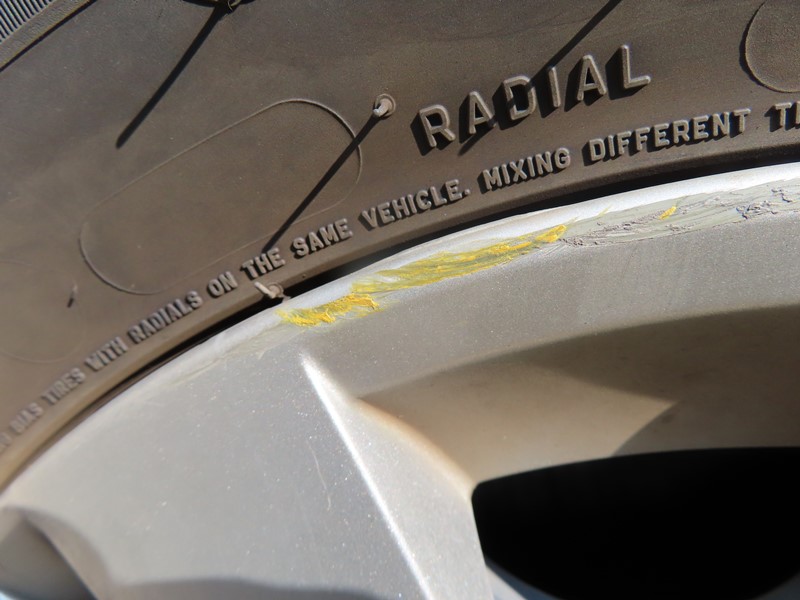 RADIAL
BIAS TIRES WITH RADIALS ON THE SAME VEHICLE. MIXING DIFFERENT